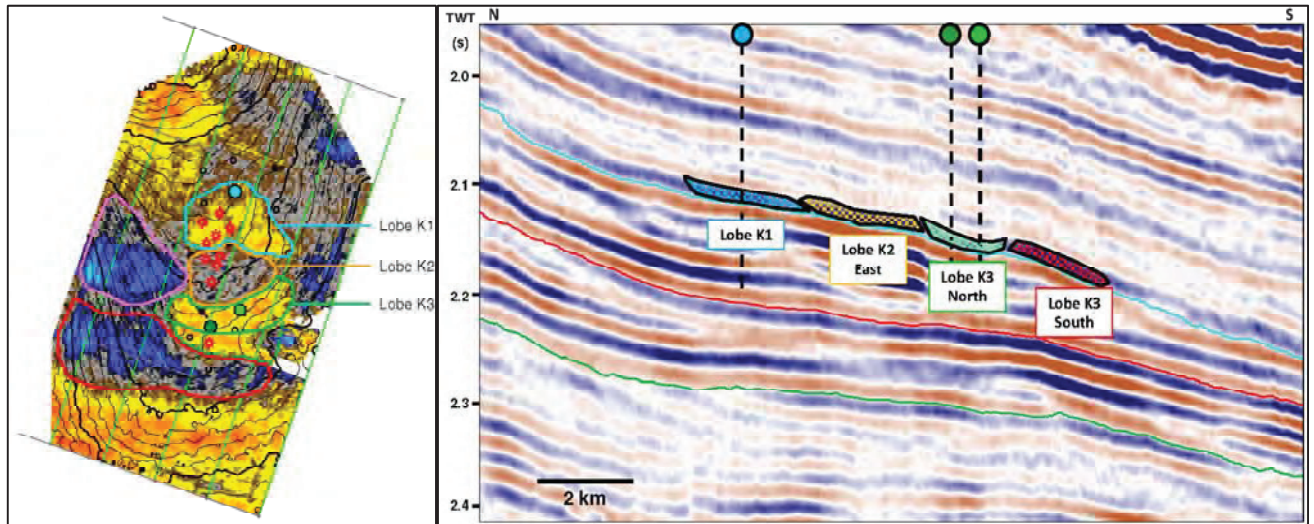 Lobe K1
Lobe K2
Lobe K3
TWT
(s)
N
S
2.0
2.1
2.2
2.3
2.4
Lobe K1
Lobe K2
East
Lobe K3
North
Lobe K3
South
2 km